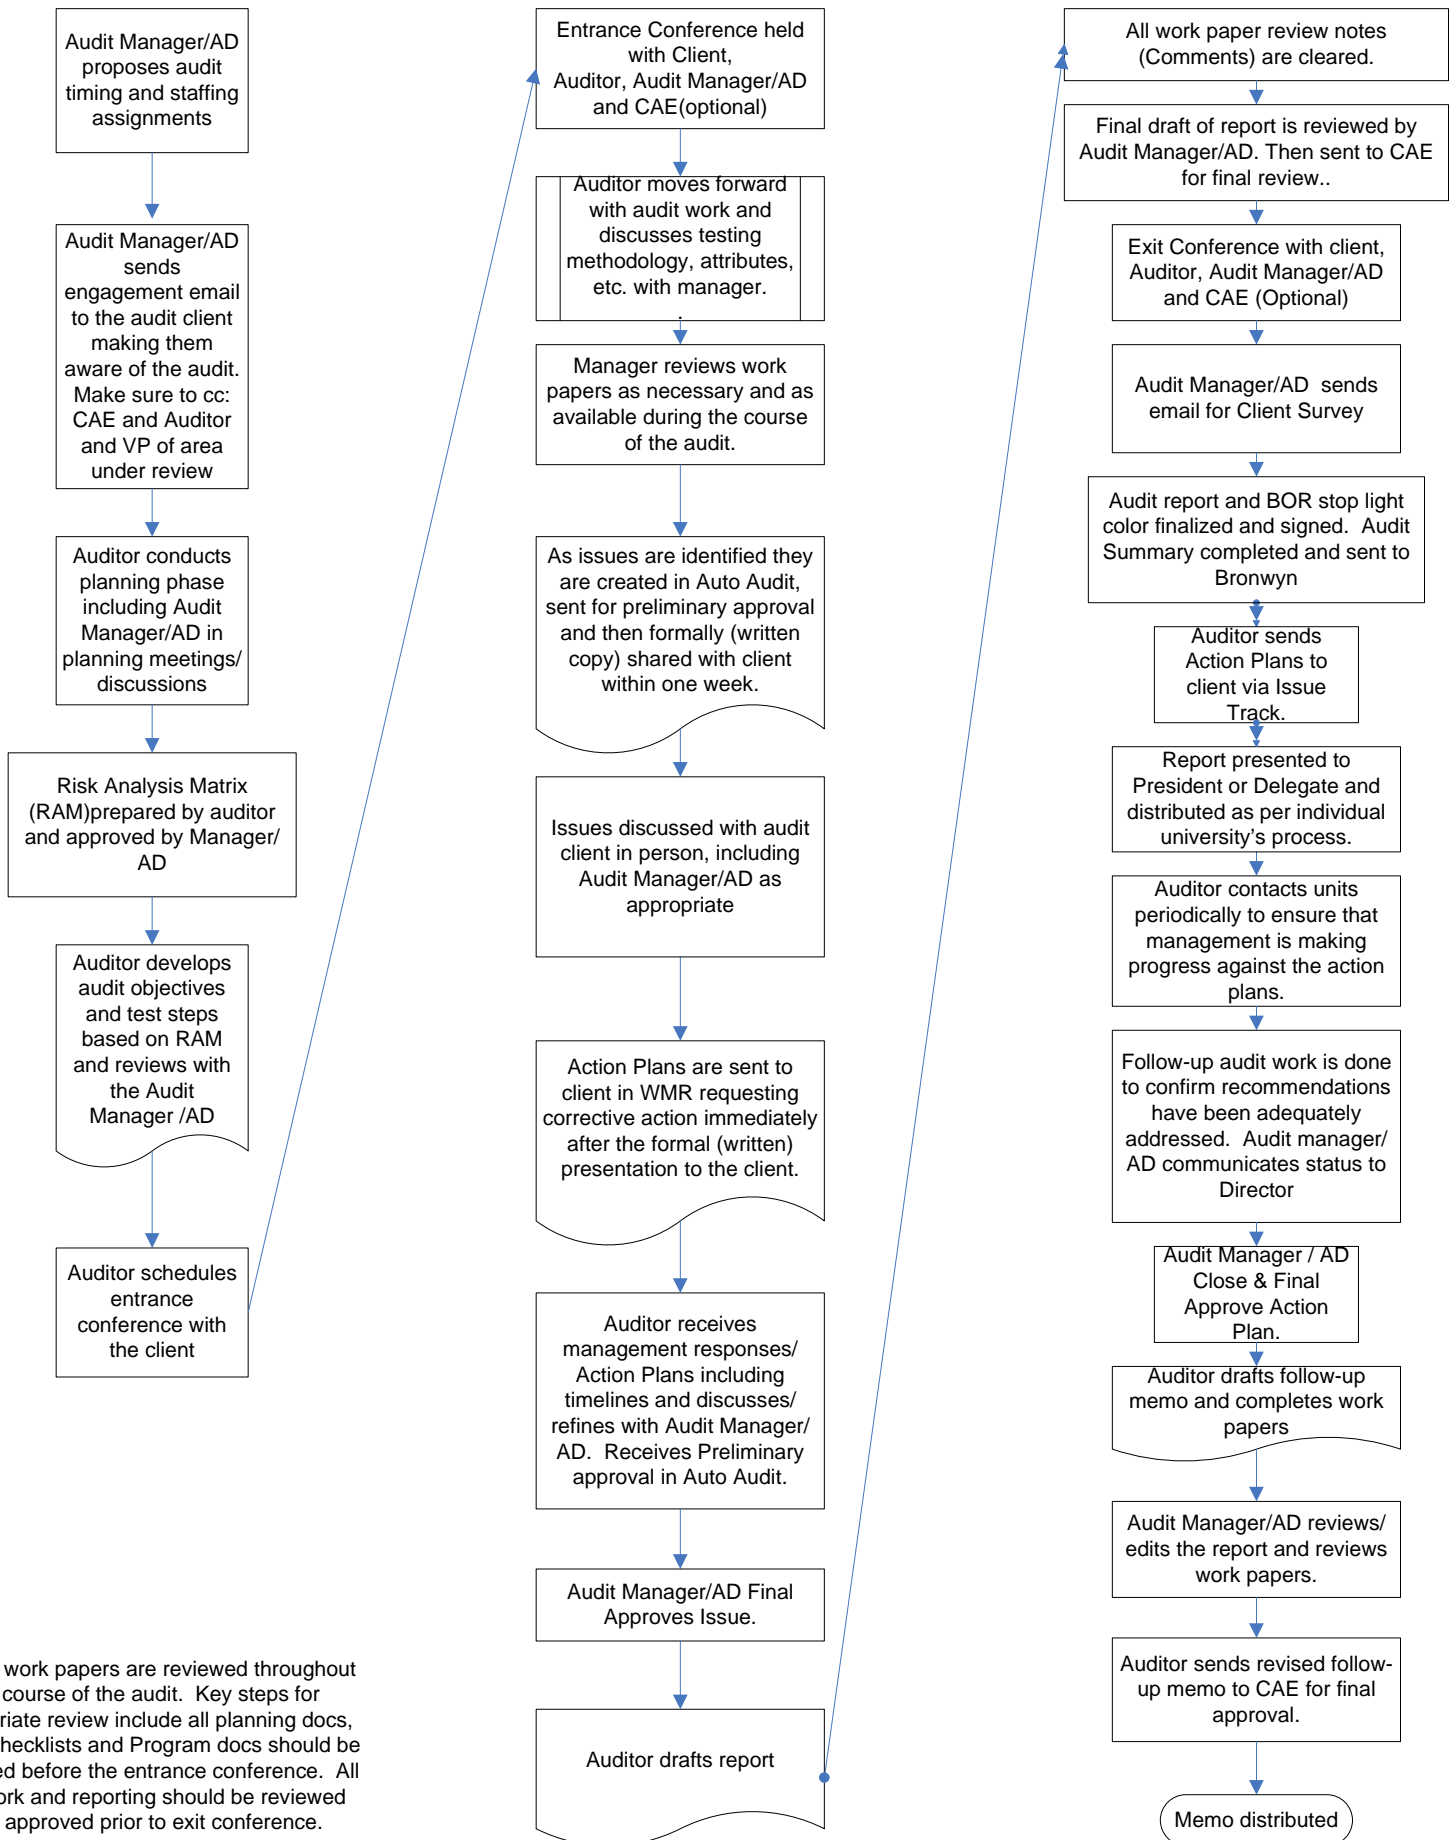 Audit Manager/AD
proposes audit
timing and staffing
assignments
Audit Manager/AD
sends
engagement email
to the audit client
making them
aware of the audit.
Make sure to cc:
CAE and Auditor
and VP of area
under review
Auditor conducts
planning phase
including Audit
Manager/AD in
planning meetings/
discussions
Risk Analysis Matrix
(RAM)prepared by auditor
and approved by Manager/
AD
Auditor develops
audit objectives
and test steps
based on RAM
and reviews with
the Audit
Manager /AD
Auditor schedules
entrance
conference with
the client
work papers are reviewed throughout
course of the audit.  Key steps for
riate review include all planning docs,
hecklists and Program docs should be
ed before the entrance conference.  All
ork and reporting should be reviewed
approved prior to exit conference.
Entrance Conference held
with Client,
Auditor, Audit Manager/AD
and CAE(optional)
Auditor moves forward
with audit work and
discusses testing
methodology, attributes,
etc. with manager.
.
Manager reviews work
papers as necessary and as
available during the course
of the audit.
As issues are identified they
are created in Auto Audit,
sent for preliminary approval
and then formally (written
copy) shared with client
within one week.
Issues discussed with audit
client in person, including
Audit Manager/AD as
appropriate
Action Plans are sent to
client in WMR requesting
corrective action immediately
after the formal (written)
presentation to the client.
Auditor receives
management responses/
Action Plans including
timelines and discusses/
refines with Audit Manager/
AD.  Receives Preliminary
approval in Auto Audit.
Audit Manager/AD Final
Approves Issue.
Auditor drafts report
All work paper review notes
(Comments) are cleared.
Final draft of report is reviewed by
Audit Manager/AD. Then sent to CAE
for final review..
Exit Conference with client,
Auditor, Audit Manager/AD
and CAE (Optional)
Audit Manager/AD  sends
email for Client Survey
Audit report and BOR stop light
color finalized and signed.  Audit
Summary completed and sent to
Bronwyn
Auditor sends
Action Plans to
client via Issue
Track.
Report presented to
President or Delegate and
distributed as per individual
university's process.
Auditor contacts units
periodically to ensure that
management is making
progress against the action
plans.
Follow-up audit work is done
to confirm recommendations
have been adequately
addressed.  Audit manager/
AD communicates status to
Director
Audit Manager / AD
Close & Final
Approve Action
Plan.
Auditor drafts follow-up
memo and completes work
papers
Audit Manager/AD reviews/
edits the report and reviews
work papers.
Auditor sends revised follow-
up memo to CAE for final
approval.
Memo distributed